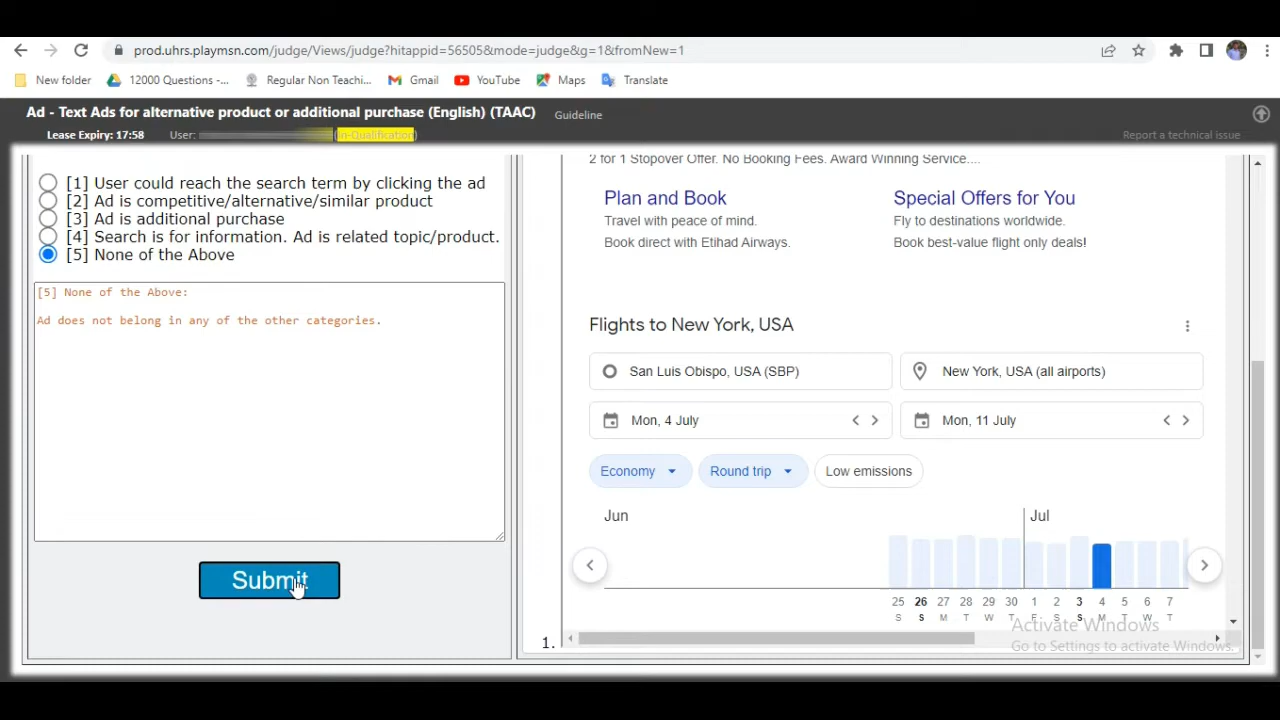 prod.uhrs.playmsn.com/judge/Views/judge?hitappid=56505&mode=judge&g=1&fromNew=1
New folder 12000 Questions -... Regular Non Teachi... Gmail YouTube Maps Translate
Ad - Text Ads for alternative product or additional purchase (English) (TAAC) Guideline
Lease Expiry: 17:58 User: (In-Qualification) Report a technical issue
[1] User could reach the search term by clicking the ad
[2] Ad is competitive/alternative/similar product
[3] Ad is additional purchase
[4] Search is for information. Ad is related topic/product.
[5] None of the Above
[5] None of the Above:
Ad does not belong in any of the other categories.
Submit
2 for 1 Stopover Offer. No Booking Fees. Award Winning Service....
Plan and Book Special Offers for You
Travel with peace of mind. Fly to destinations worldwide.
Book direct with Etihad Airways. Book best-value flight only deals!
Flights to New York, USA
San Luis Obispo, USA (SBP) New York, USA (all airports)
Mon, 4 July Mon, 11 July
Economy Round trip Low emissions
Jun Jul
25 26 27 28 29 30 1 2 3 4 5 6 7
S S M T W T F S S M T W T
1.
Activate Windows
Go to Settings to activate Windows.